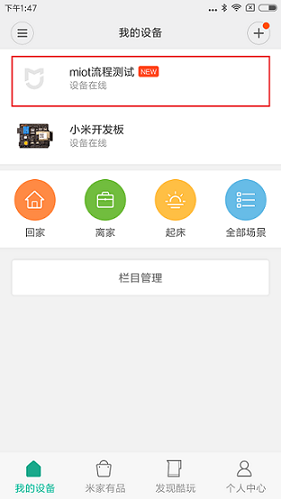 下午1:47
我的设备
miot流程测试 NEW
设备在线
小米开发板
设备在线
回家 离家 起床 全部场景
栏目管理
我的设备 米家有品 发现酷玩 个人中心